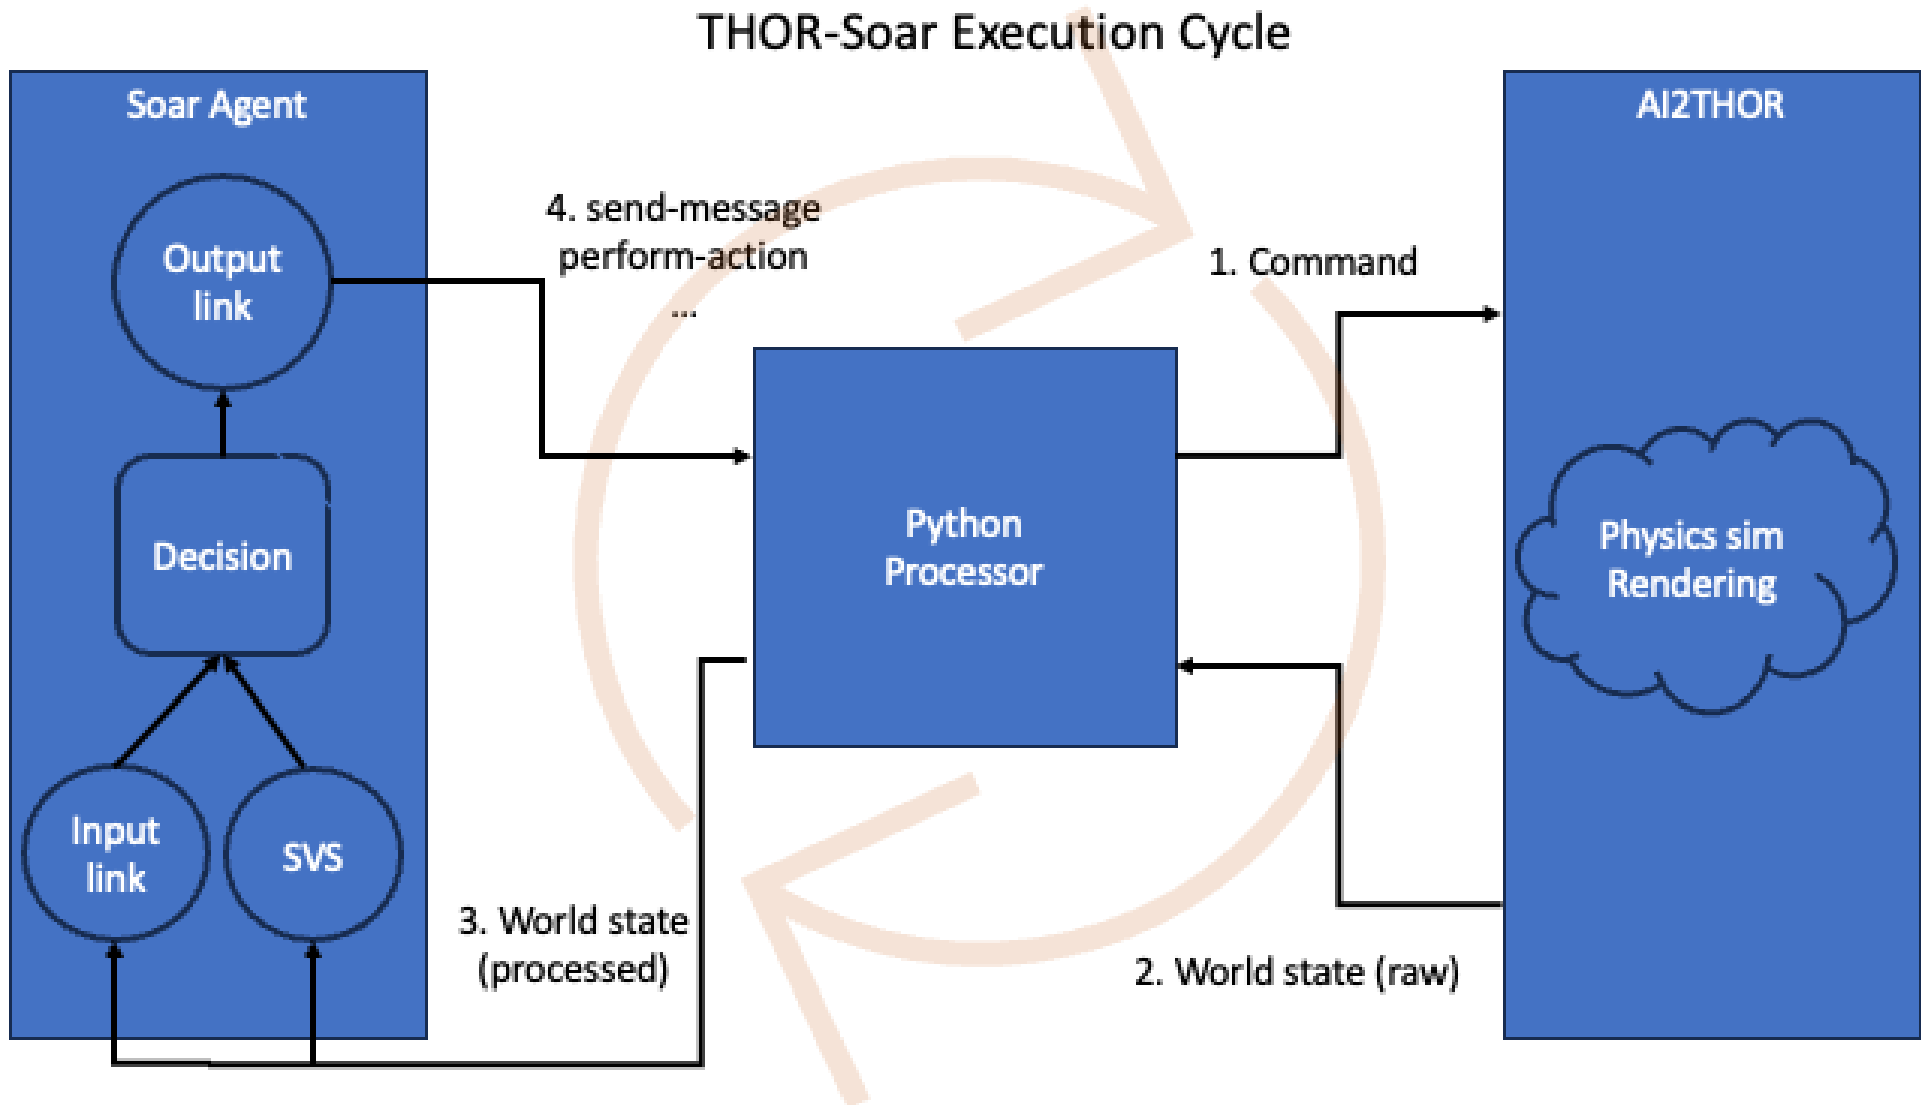 THOR-Soar Execution Cycle
Soar Agent
Output
link
Decision
Input
link
SVS
4. send-message
perform-action
...
Python
Processor
3. World state
(processed)
1. Command
2. World state (raw)
AI2THOR
Physics sim
Rendering